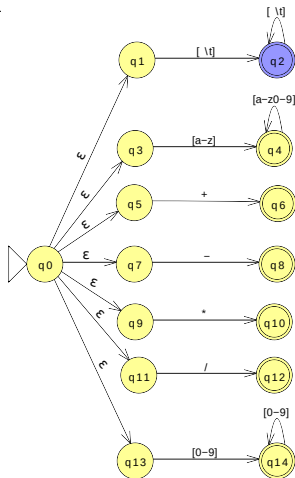 [ \t]
q1 [ \t] q2
ε
[a-z0-9]
q3 [a-z] q4
ε
q5 + q6
ε
q0 ε q7 - q8
ε
q9 * q10
ε
q11 / q12
ε
[0-9]
q13 [0-9] q14